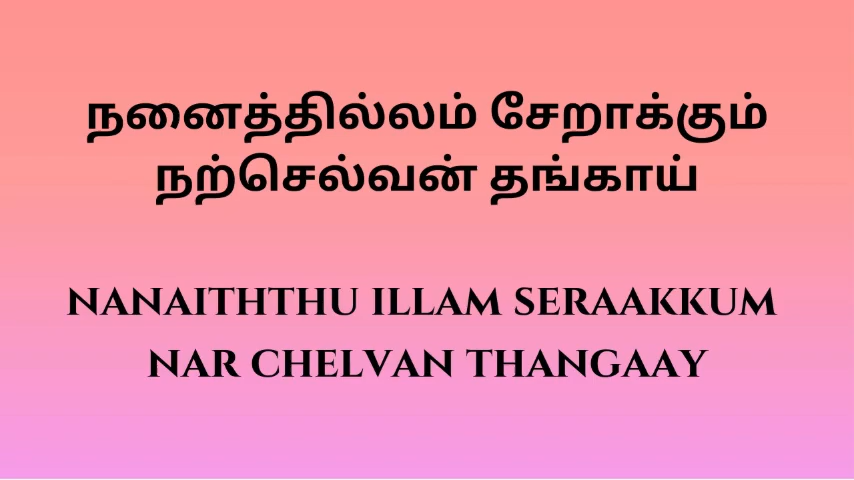 நனைத்தில்லம் சேறாக்கும்
நற்செல்வன் தங்காய்
NANAITHTHU ILLAM SERAAKKUM
NAR CHELVAN THANGAAY